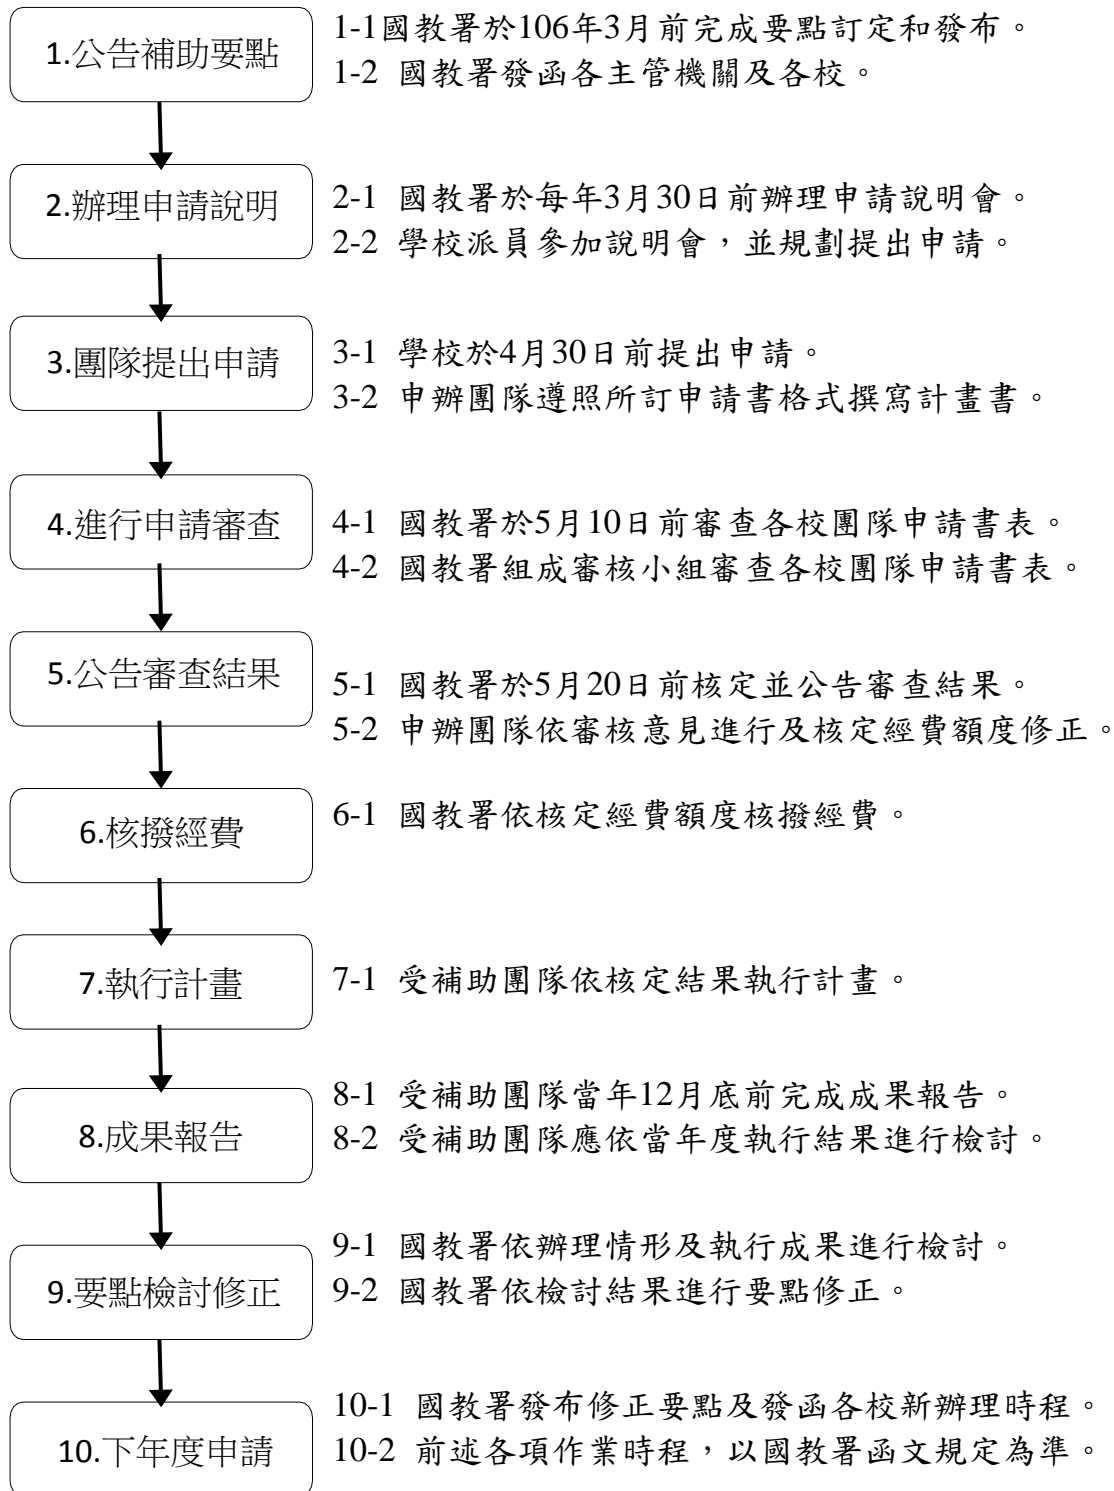 1.公告補助要點
1-1國教署於106年3月前完成要點訂定和發布。
1-2 國教署發函各主管機關及各校。
2.辦理申請說明
2-1 國教署於每年3月30日前辦理申請說明會。
2-2 學校派員參加說明會，並規劃提出申請。
3.團隊提出申請
3-1 學校於4月30日前提出申請。
3-2 申辦團隊遵照所訂申請書格式撰寫計畫書。
4.進行申請審查
4-1 國教署於5月10日前審查各校團隊申請書表。
4-2 國教署組成審核小組審查各校團隊申請書表。
5.公告審查結果
5-1 國教署於5月20日前核定並公告審查結果。
5-2 申辦團隊依審核意見進行及核定經費額度修正。
6.核撥經費
6-1 國教署依核定經費額度核撥經費。
7.執行計畫
7-1 受補助團隊依核定結果執行計畫。
8.成果報告
8-1 受補助團隊當年12月底前完成成果報告。
8-2 受補助團隊應依當年度執行結果進行檢討。
9.要點檢討修正
9-1 國教署依辦理情形及執行成果進行檢討。
9-2 國教署依檢討結果進行要點修正。
10.下年度申請
10-1 國教署發布修正要點及發函各校新辦理時程。
10-2 前述各項作業時程，以國教署函文規定為準。